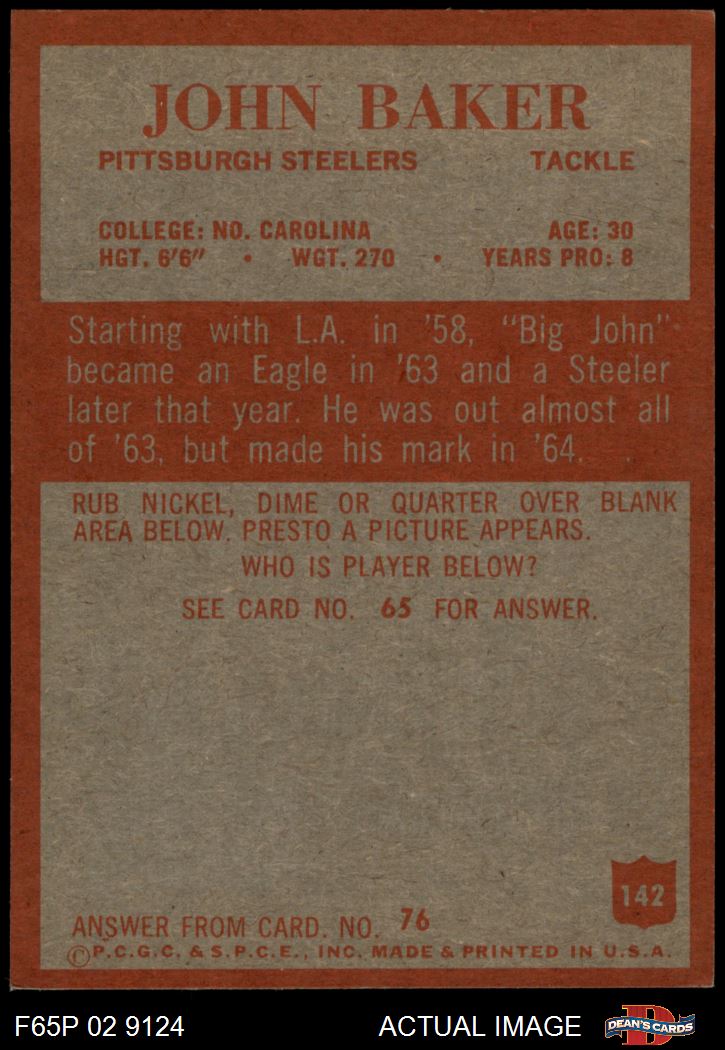 JOHN BAKER
PITTSBURGH STEELERS TACKLE
COLLEGE: NO. CAROLINA AGE: 30
HGT. 6'6" • WGT. 270 • YEARS PRO: 8
Starting with L.A. in '58, "Big John"
became an Eagle in '63 and a Steeler
later that year. He was out almost all
of '63, but made his mark in '64.
RUB NICKEL, DIME OR QUARTER OVER BLANK
AREA BELOW. PRESTO A PICTURE APPEARS.
WHO IS PLAYER BELOW?
SEE CARD NO. 65 FOR ANSWER.
142
ANSWER FROM CARD. NO. 76
©P.C.G.C. & S.P.C.E., INC. MADE & PRINTED IN U.S.A.
F65P 02 9124 ACTUAL IMAGE D DEAN'S CARDS